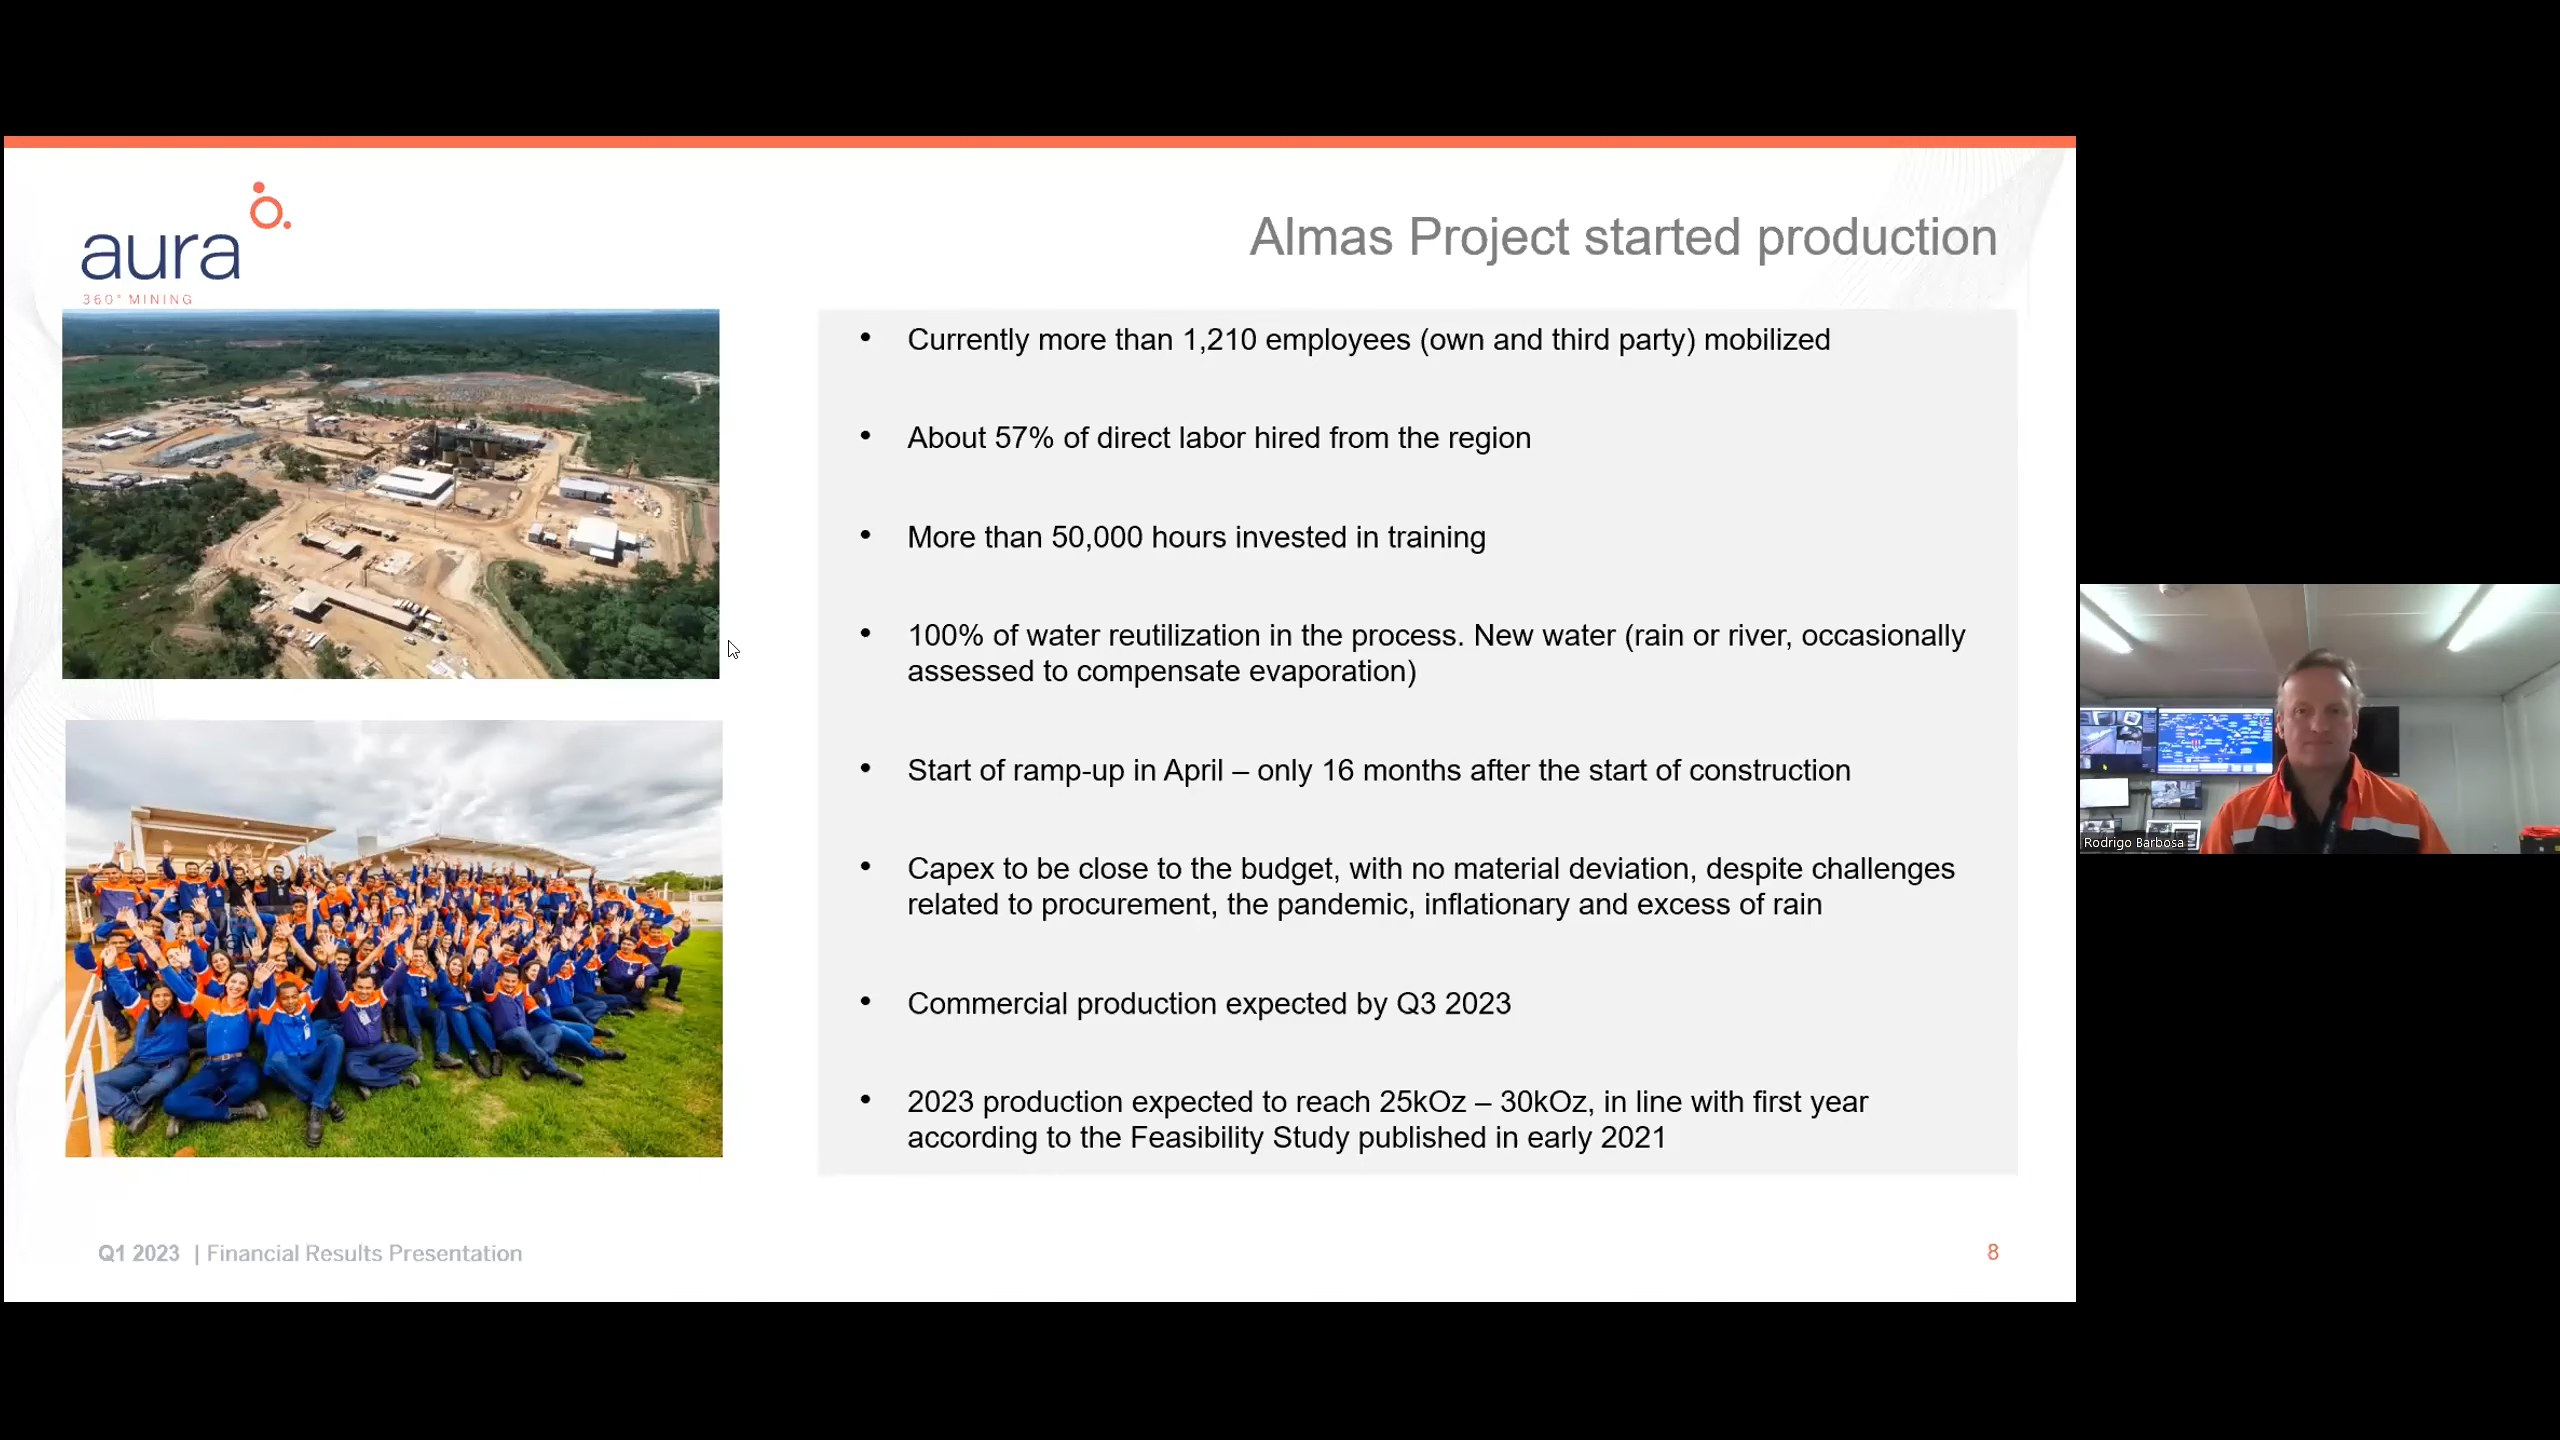 aura
360° MINING
Almas Project started production
• Currently more than 1,210 employees (own and third party) mobilized
• About 57% of direct labor hired from the region
• More than 50,000 hours invested in training
• 100% of water reutilization in the process. New water (rain or river, occasionally
assessed to compensate evaporation)
• Start of ramp-up in April – only 16 months after the start of construction
• Capex to be close to the budget, with no material deviation, despite challenges
related to procurement, the pandemic, inflationary and excess of rain
• Commercial production expected by Q3 2023
• 2023 production expected to reach 25kOz – 30kOz, in line with first year
according to the Feasibility Study published in early 2021
Q1 2023 | Financial Results Presentation
8
Rodrigo Barbosa